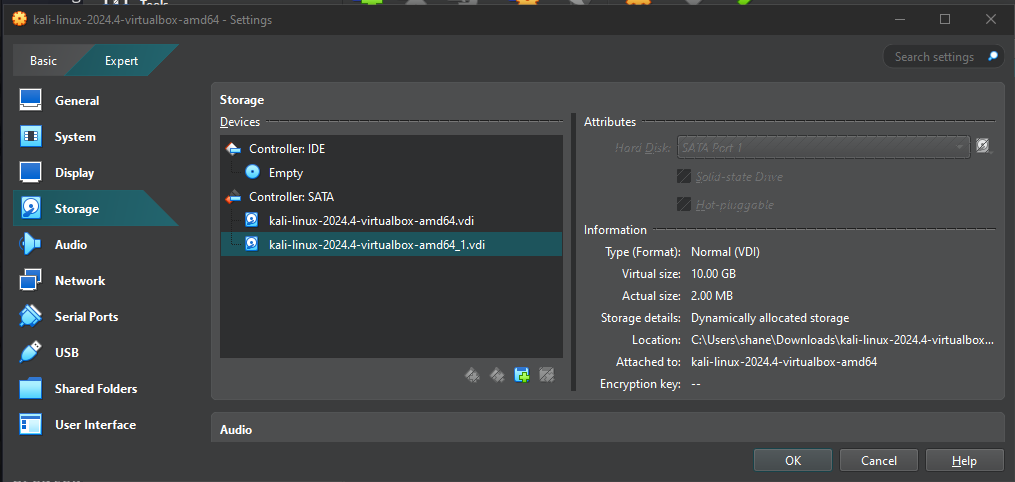 Tools
kali-linux-2024.4-virtualbox-amd64 - Settings
Basic
Expert
Search settings
General
System
Display
Storage
Audio
Network
Serial Ports
USB
Shared Folders
User Interface
Storage
Devices
Controller: IDE
Empty
Controller: SATA
kali-linux-2024.4-virtualbox-amd64.vdi
kali-linux-2024.4-virtualbox-amd64_1.vdi
Attributes
Hard Disk: SATA Port 1
Solid-state Drive
Hot-pluggable
Information
Type (Format): Normal (VDI)
Virtual size: 10.00 GB
Actual size: 2.00 MB
Storage details: Dynamically allocated storage
Location: C:\Users\shane\Downloads\kali-linux-2024.4-virtualbox...
Attached to: kali-linux-2024.4-virtualbox-amd64
Encryption key: --
Audio
OK
Cancel
Help